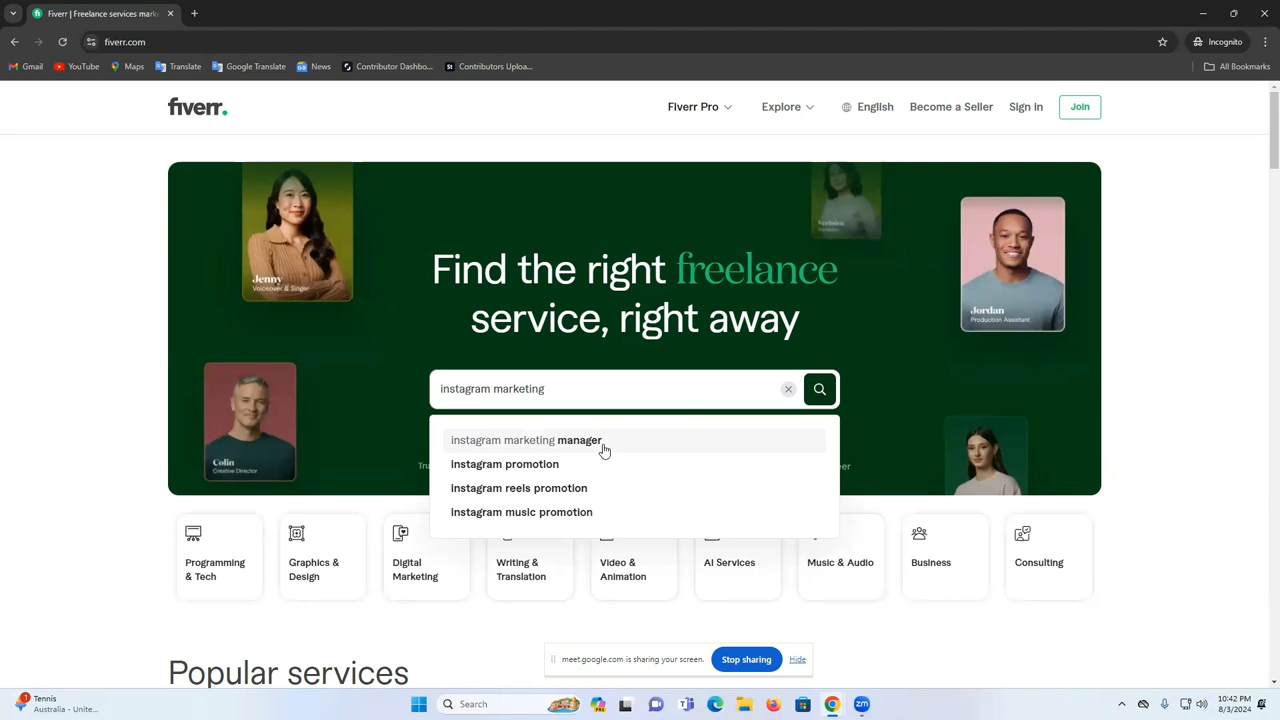 Fiverr | Freelance services mark
fiverr.com
Incognito
Gmail
YouTube
Maps
Translate
Google Translate
News
Contributor Dashbo...
Contributors Uploa...
All Bookmarks
fiverr.
Fiverr Pro
Explore
English
Become a Seller
Sign in
Join
Jenny
Voiceover & Singer
Jordan
Production Assistant
Find the right freelance
service, right away
instagram marketing
instagram marketing manager
instagram promotion
instagram reels promotion
instagram music promotion
Colin
Creative Director
Programming
& Tech
Graphics &
Design
Digital
Marketing
Writing &
Translation
Video &
Animation
AI Services
Music & Audio
Business
Consulting
Popular services
meet.google.com is sharing your screen.
Stop sharing
Hide
1
Tennis
Australia - Unite...
Search
zm
10:42 PM
8/3/2024